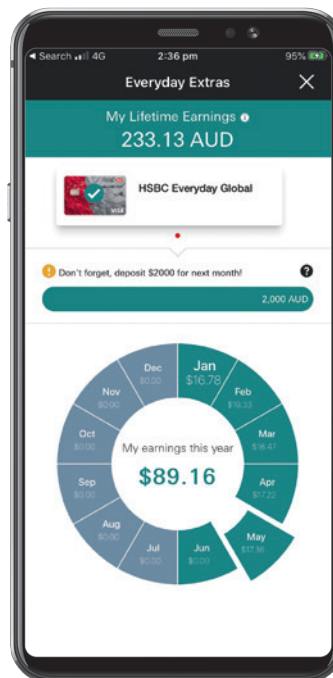 Search 4G 2:36 pm 95%
Everyday Extras
My Lifetime Earnings
233.13 AUD
VISA
HSBC Everyday Global
Don't forget, deposit $2000 for next month!
2,000 AUD
Jan
$16.78
Feb
$19.33
Mar
$16.47
Apr
$17.22
May
$17.36
Jun
$0.00
Jul
$0.00
Aug
$0.00
Sep
$0.00
Oct
$0.00
Nov
$0.00
Dec
$0.00
My earnings this year
$89.16